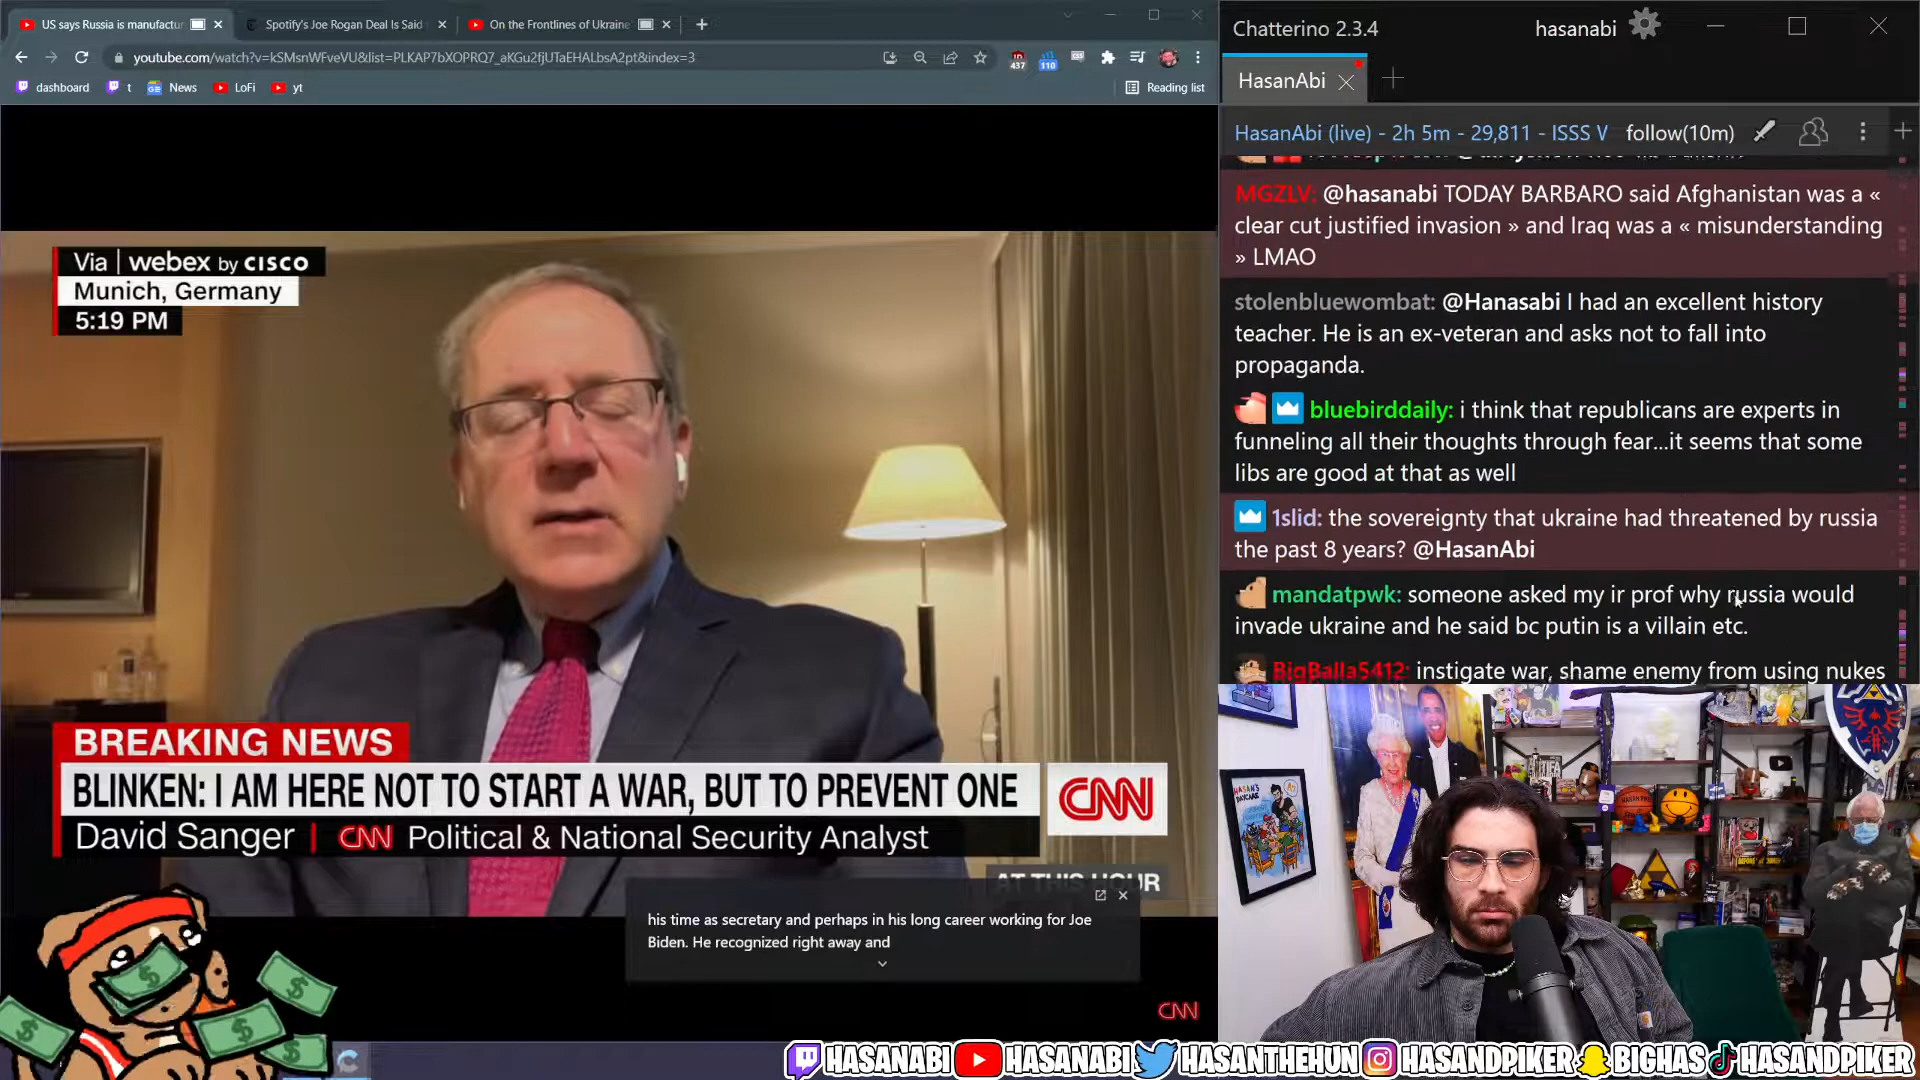 US says Russia is manufactu
Spotify's Joe Rogan Deal Is Said
On the Frontlines of Ukraine
youtube.com/watch?v=kSMsnWFveVU&list=PLKAP7bXOPRQ7_aKGu2fjUTaEHALbsA2pt&index=3
437
110
dashboard
t
News
LoFi
yt
Reading list
Via | webex by CISCO
Munich, Germany
5:19 PM
BREAKING NEWS
BLINKEN: I AM HERE NOT TO START A WAR, BUT TO PREVENT ONE
David Sanger | CNN Political & National Security Analyst
CNN
AT THIS HOUR
his time as secretary and perhaps in his long career working for Joe
Biden. He recognized right away and
CNN
Chatterino 2.3.4
hasanabi
HasanAbi
HasanAbi (live) - 2h 5m - 29,811 - ISSS V
follow(10m)
MGZLV: @hasanabi TODAY BARBARO said Afghanistan was a «
clear cut justified invasion » and Iraq was a « misunderstanding
» LMAO
stolenbluewombat: @Hanasabi I had an excellent history
teacher. He is an ex-veteran and asks not to fall into
propaganda.
bluebirddaily: i think that republicans are experts in
funneling all their thoughts through fear...it seems that some
libs are good at that as well
1slid: the sovereignty that ukraine had threatened by russia
the past 8 years? @HasanAbi
mandatpwk: someone asked my ir prof why russia would
invade ukraine and he said bc putin is a villain etc.
BigBalla5412: instigate war, shame enemy from using nukes
HASANABI
HASANABI
HASANTHEHUN
HASANDPIKER
BIGHAS
HASANDPIKER